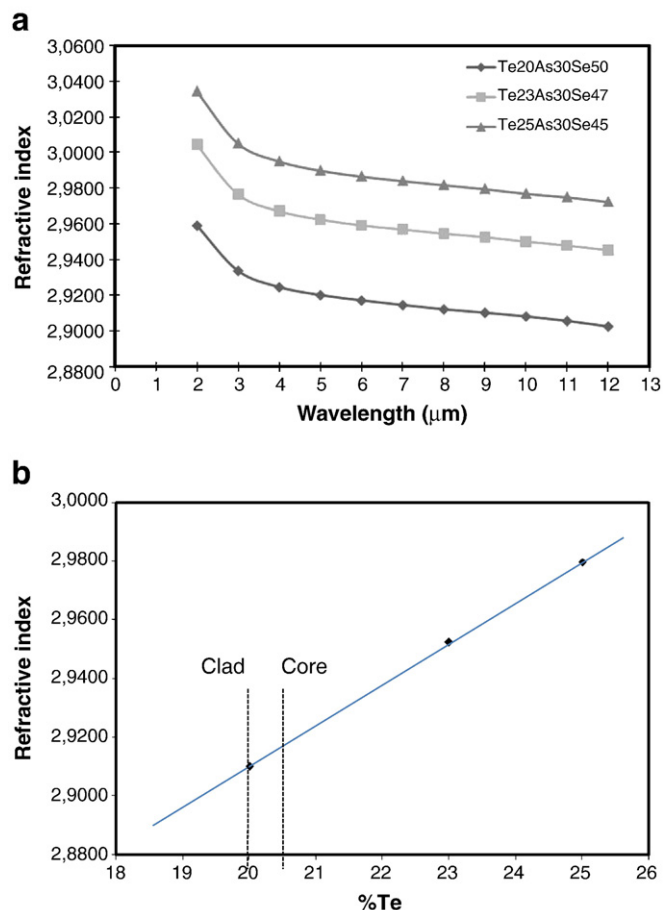 a
3,0600
3,0400
3,0200
3,0000
2,9800
2,9600
2,9400
2,9200
2,9000
2,8800
Refractive index
Te20As30Se50
Te23As30Se47
Te25As30Se45
0 1 2 3 4 5 6 7 8 9 10 11 12 13
Wavelength (μm)
b
3,0000
2,9800
2,9600
2,9400
2,9200
2,9000
2,8800
Refractive index
Clad Core
18 19 20 21 22 23 24 25 26
%Te